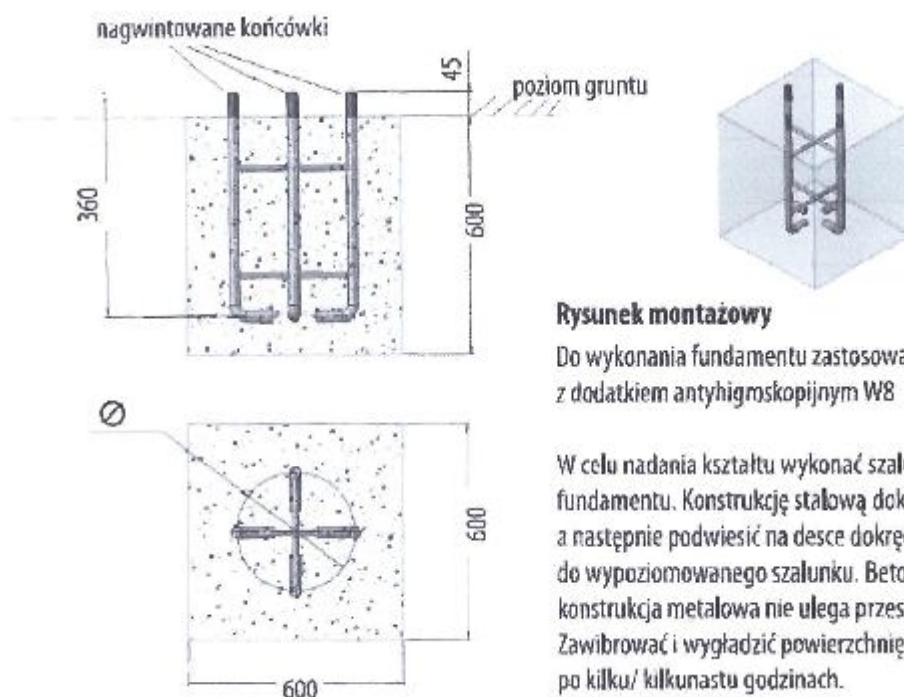 nagwintowane końcówki
45
poziom gruntu
360
600
Rysunek montażowy
Do wykonania fundamentu zastosowa
z dodatkiem antyhigroskopijnym W8
Ø
600
W celu nadania kształtu wykonać szal
fundamentu. Konstrukcję stalową dok
a następnie podwiesić na desce dokrę
do wypoziomowanego szalunku. Beto
konstrukcja metalowa nie ulega przes
Zawibrować i wygładzić powierzchnię
po kilku/ kilkunastu godzinach.
600